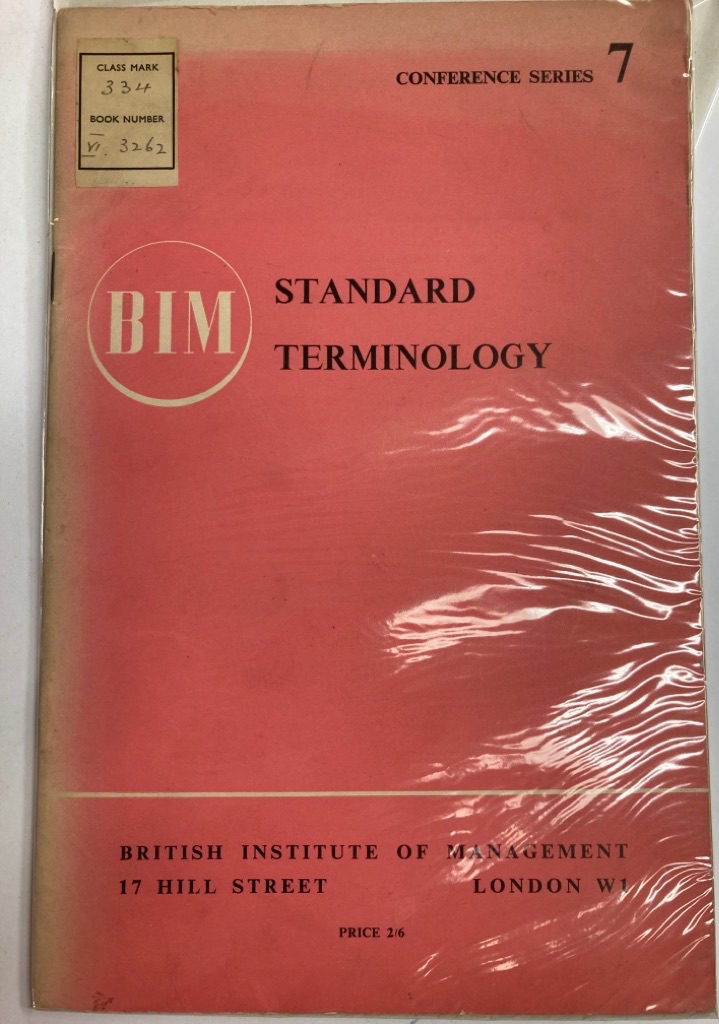 CLASS MARK
334
BOOK NUMBER
VI. 3262
CONFERENCE SERIES 7
BIM
STANDARD
TERMINOLOGY
BRITISH INSTITUTE OF MANAGEMENT
17 HILL STREET LONDON W1
PRICE 2/6